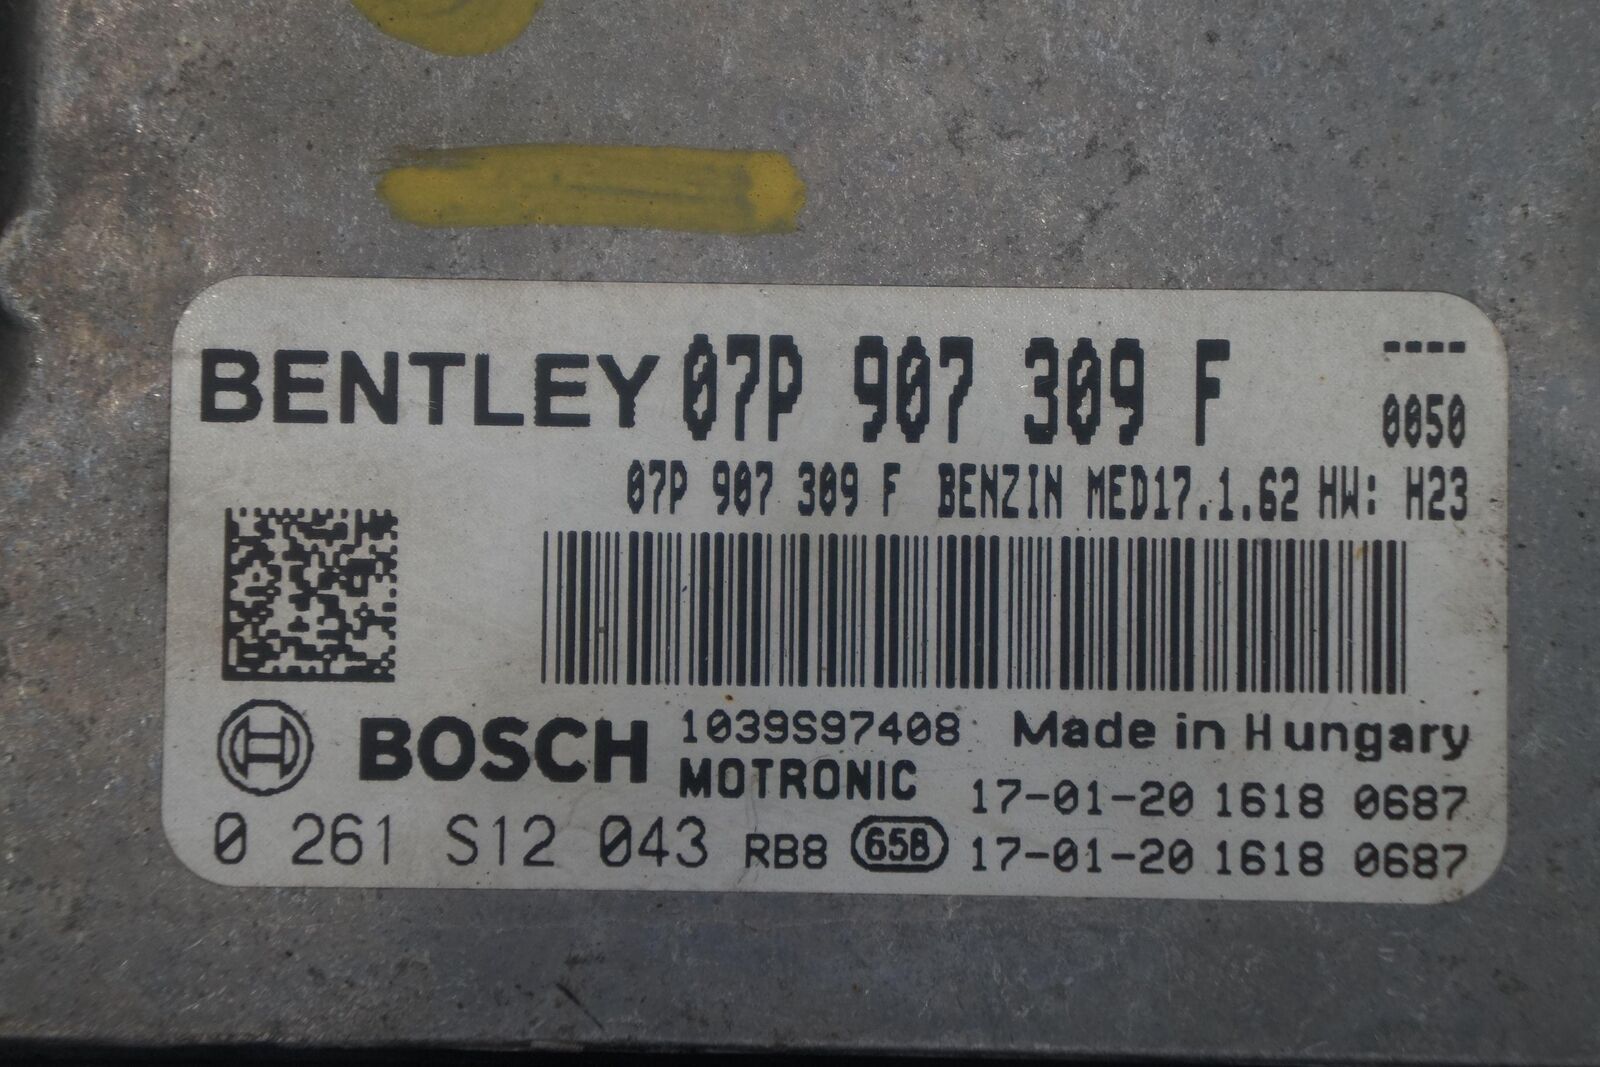 BENTLEY 07P 907 309 F ----
0050
07P 907 309 F BENZIN MED17.1.62 HW: H23
BOSCH 1039S97408 Made in Hungary
MOTRONIC 17-01-20 1618 0687
0 261 S12 043 RB8 65B 17-01-20 1618 0687